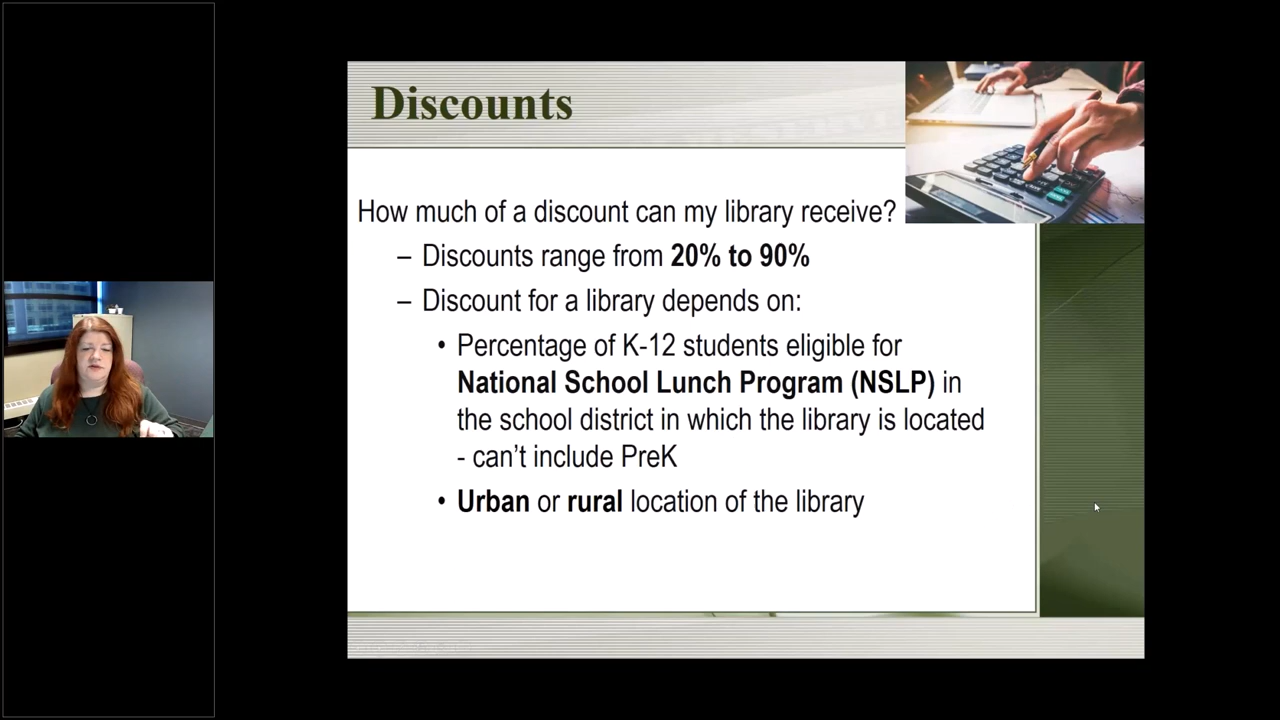 Discounts
How much of a discount can my library receive?
– Discounts range from 20% to 90%
– Discount for a library depends on:
• Percentage of K-12 students eligible for
National School Lunch Program (NSLP) in
the school district in which the library is located
- can't include PreK
• Urban or rural location of the library